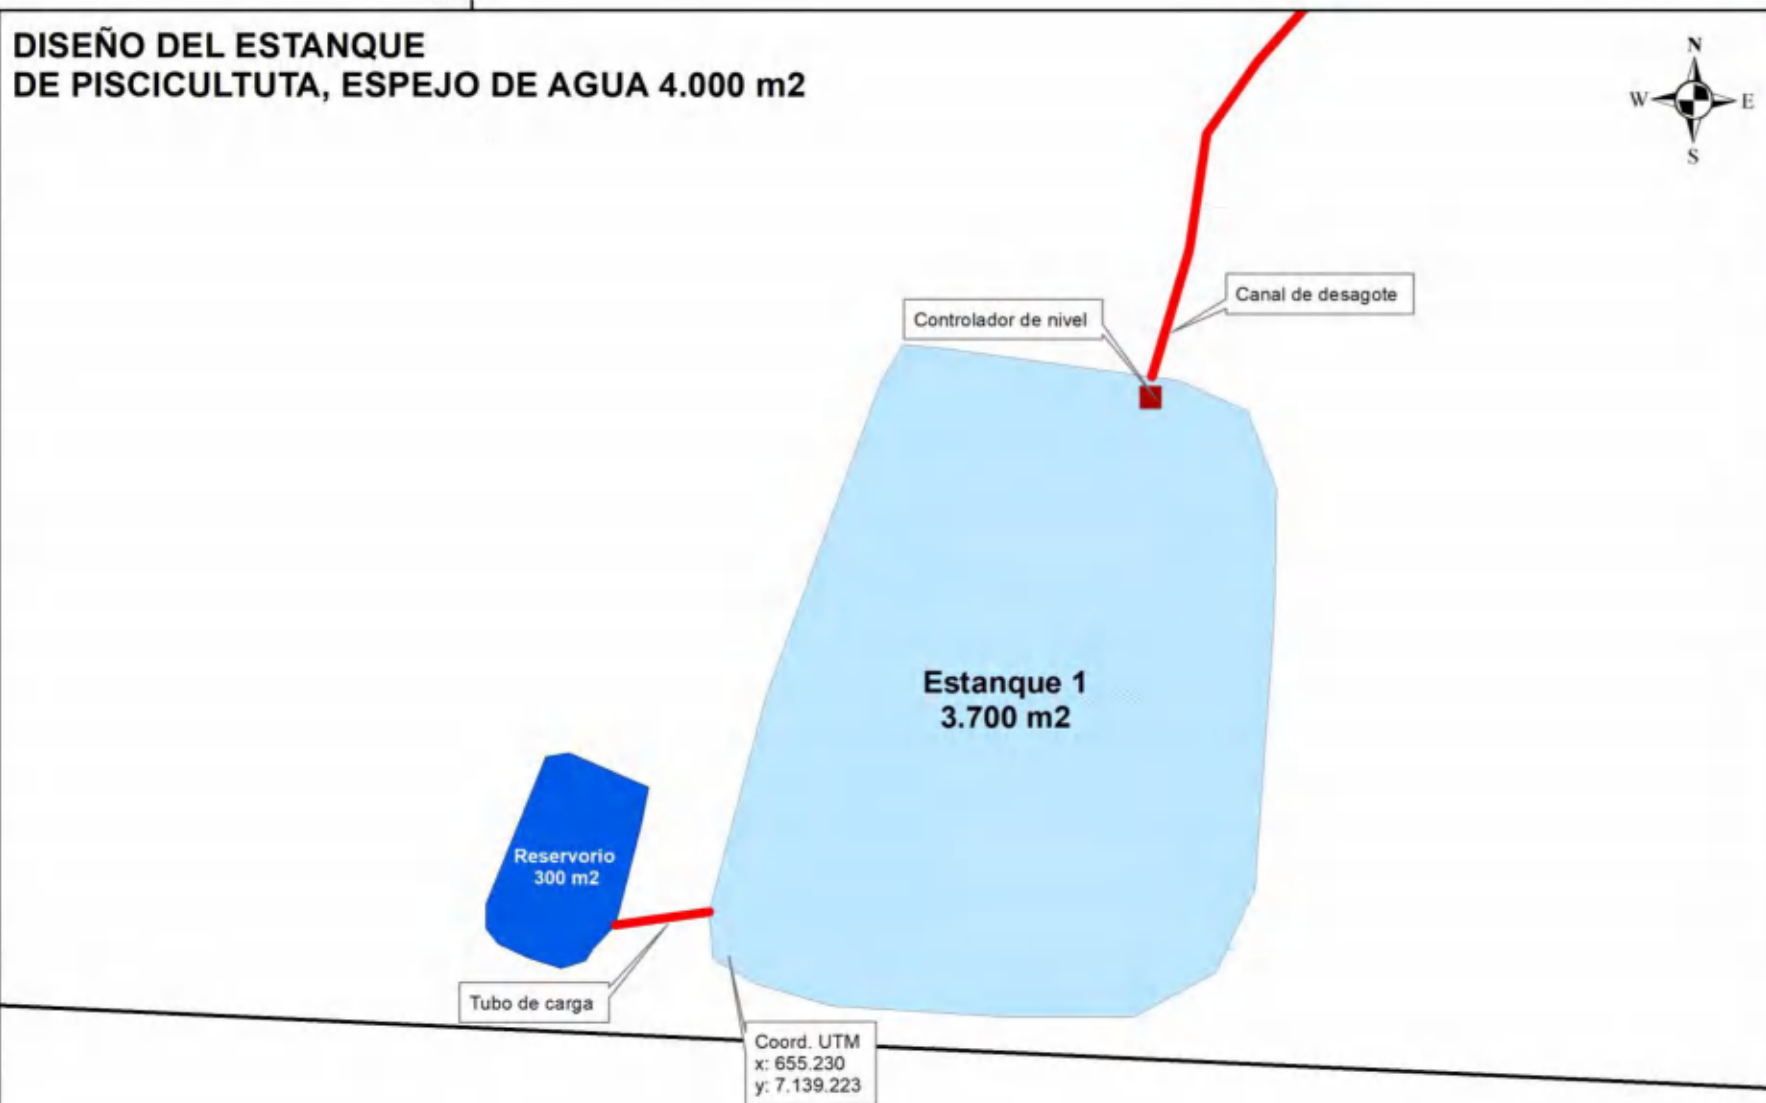 DISEÑO DEL ESTANQUE
DE PISCICULTUTA, ESPEJO DE AGUA 4.000 m2
N
W E
S
Canal de desagote
Controlador de nivel
Estanque 1
3.700 m2
Reservorio
300 m2
Tubo de carga
Coord. UTM
x: 655.230
y: 7.139.223